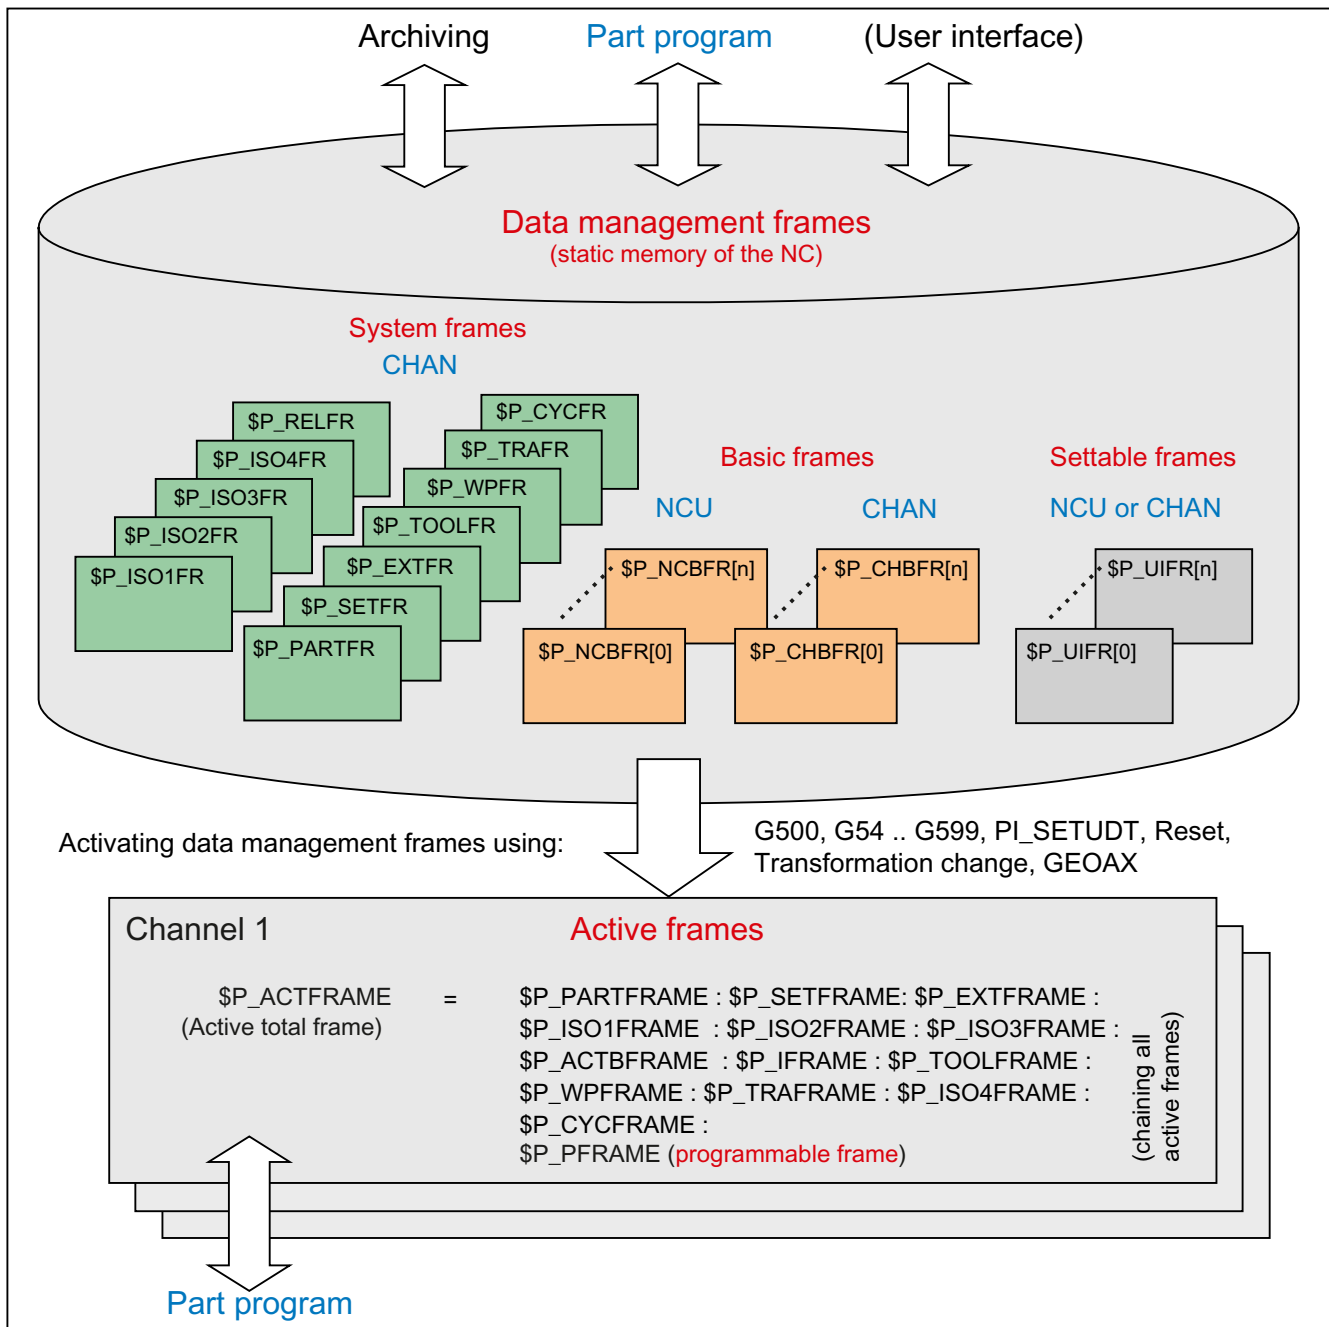 Archiving
Part program
(User interface)
Data management frames
(static memory of the NC)
System frames
CHAN
$P_RELFR
$P_ISO4FR
$P_ISO3FR
$P_ISO2FR
$P_ISO1FR
$P_CYCFR
$P_TRAFR
$P_WPFR
$P_TOOLFR
$P_EXTFR
$P_SETFR
$P_PARTFR
Basic frames
NCU
CHAN
$P_NCBFR[n]
$P_NCBFR[0]
$P_CHBFR[n]
$P_CHBFR[0]
Settable frames
NCU or CHAN
$P_UIFR[n]
$P_UIFR[0]
Activating data management frames using:
G500, G54 .. G599, PI_SETUDT, Reset,
Transformation change, GEOAX
Channel 1
Active frames
$P_ACTFRAME =
(Active total frame)
$P_PARTFRAME : $P_SETFRAME: $P_EXTFRAME :
$P_ISO1FRAME : $P_ISO2FRAME : $P_ISO3FRAME :
$P_ACTBFRAME : $P_IFRAME : $P_TOOLFRAME :
$P_WPFRAME : $P_TRAFRAME : $P_ISO4FRAME :
$P_CYCFRAME :
$P_PFRAME (programmable frame)
(chaining all
active frames)
Part program